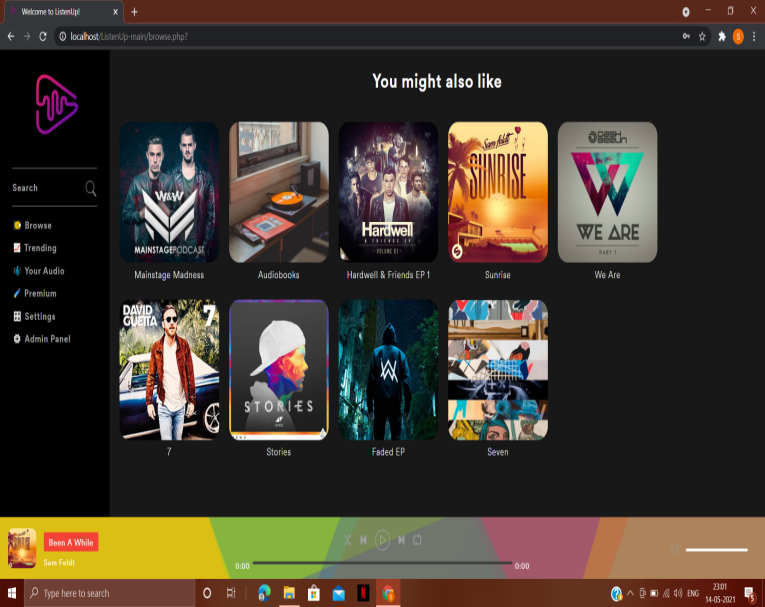 Welcome to ListenUp!
localhost/ListenUp-main/browse.php?
S
You might also like
Search
Browse
Trending
Your Audio
Premium
Settings
Admin Panel
W&W
MAINSTAGEPODCAST
Mainstage Madness
Audiobooks
Hardwell
& FRIENDS EP
VOLUME 01
Hardwell & Friends EP 1
Sam feldt
SUNRISE
Sunrise
DASH BERLIN
WE ARE
PART 1
We Are
DAVID
GUETTA
7
7
STORIES
Stories
Faded EP
Seven
SUNRISE
Been A While
Sam Feldt
0:00
0:00
Type here to search
N
ENG
23:01
14-05-2021
5